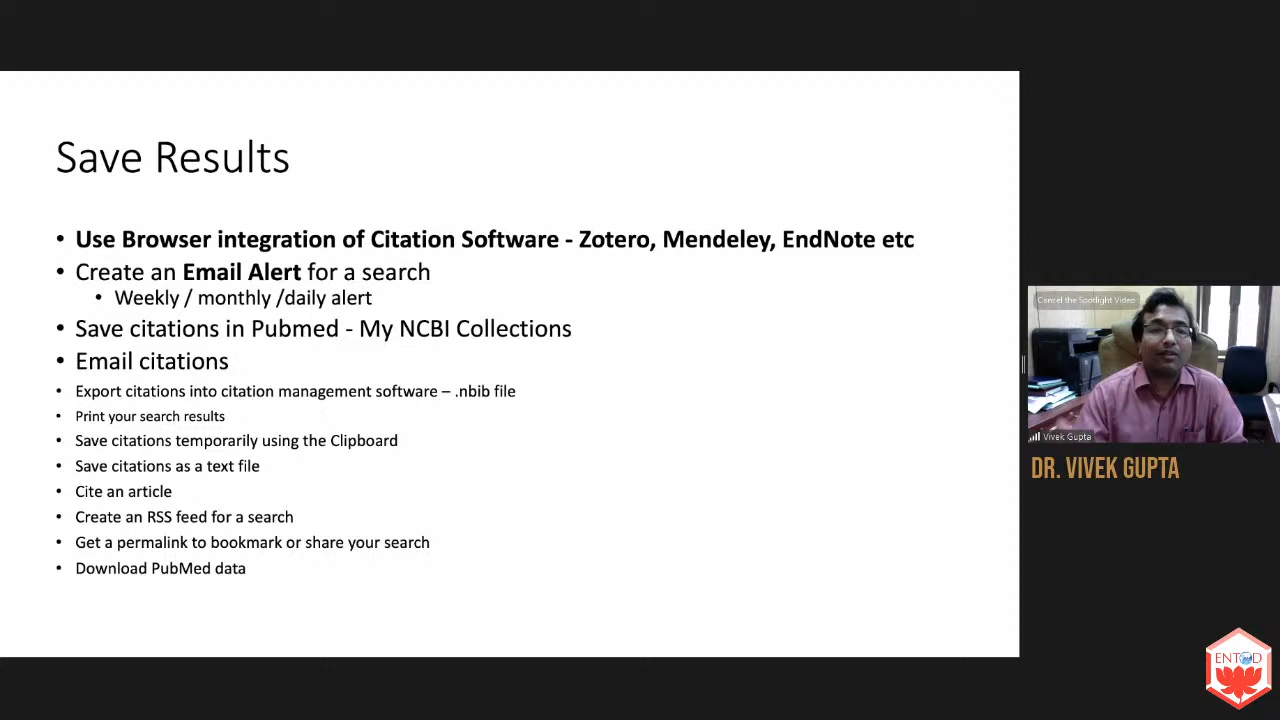 Save Results
• Use Browser integration of Citation Software - Zotero, Mendeley, EndNote etc
• Create an Email Alert for a search
• Weekly / monthly /daily alert
• Save citations in Pubmed - My NCBI Collections
• Email citations
• Export citations into citation management software – .nbib file
• Print your search results
• Save citations temporarily using the Clipboard
• Save citations as a text file
• Cite an article
• Create an RSS feed for a search
• Get a permalink to bookmark or share your search
• Download PubMed data
Cancel the Spotlight Video
Vivek Gupta
DR. VIVEK GUPTA
ENTOD